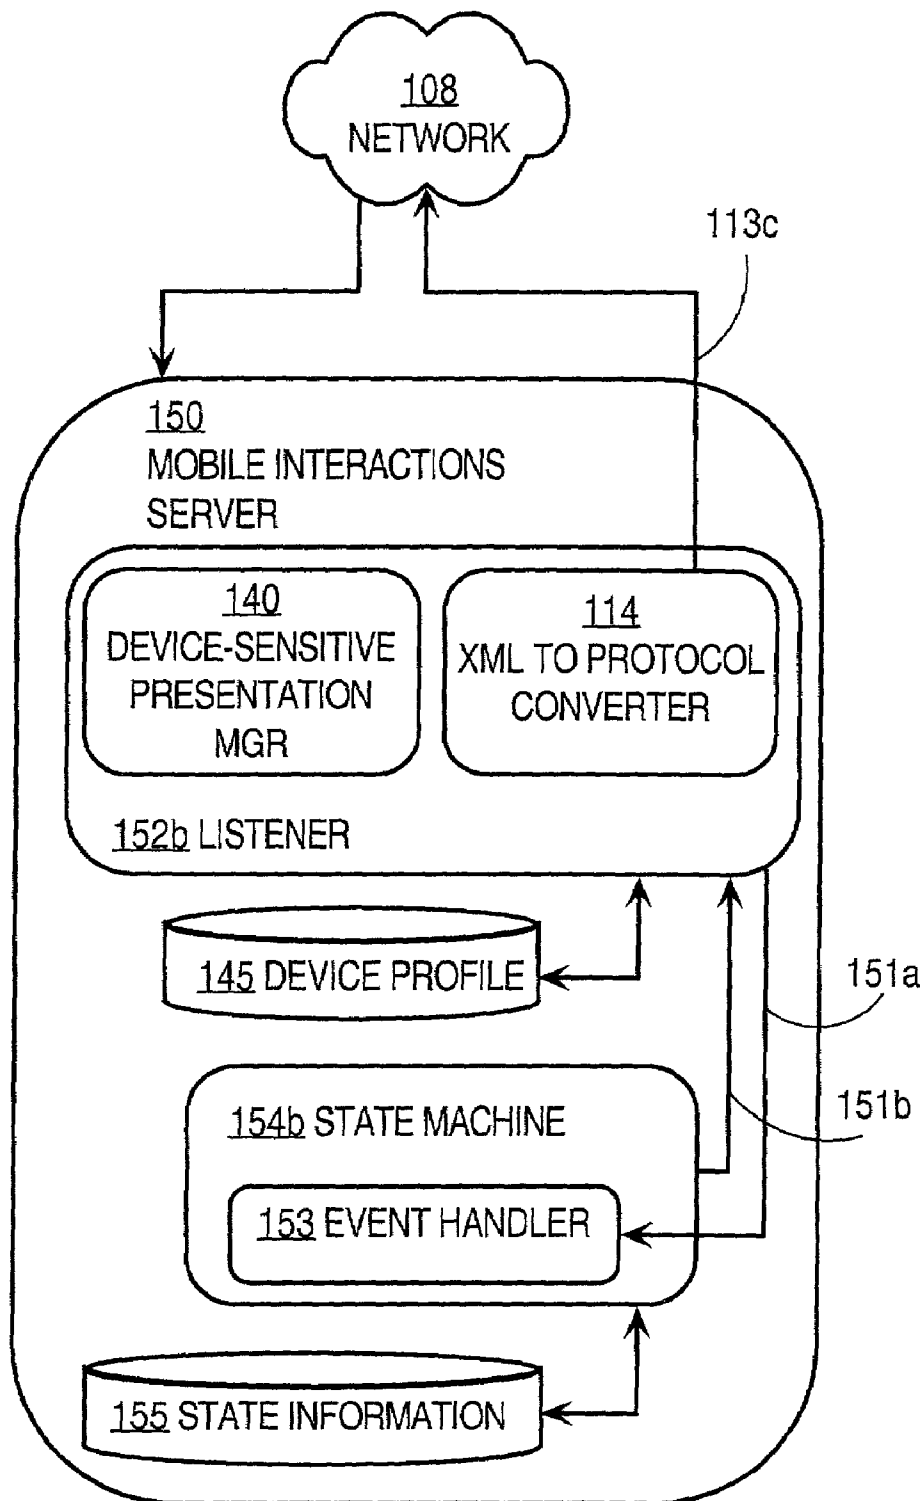 108
NETWORK
113c
150
MOBILE INTERACTIONS
SERVER
140
DEVICE-SENSITIVE
PRESENTATION
MGR
114
XML TO PROTOCOL
CONVERTER
152b LISTENER
145 DEVICE PROFILE
151a
151b
154b STATE MACHINE
153 EVENT HANDLER
155 STATE INFORMATION